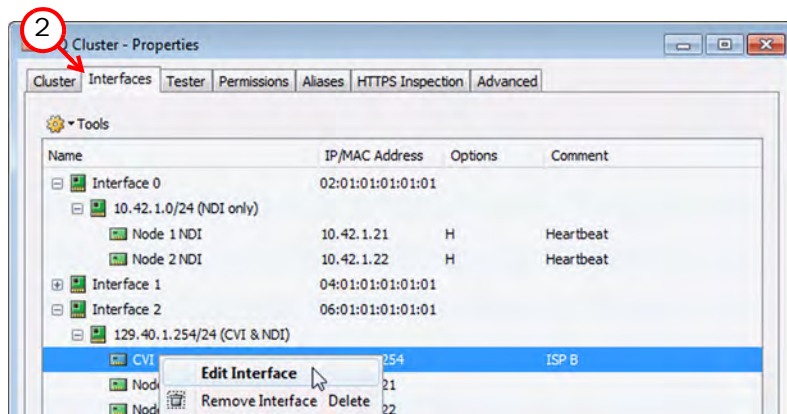 2
Cluster - Properties
Cluster Interfaces Tester Permissions Aliases HTTPS Inspection Advanced
Tools
Name IP/MAC Address Options Comment
Interface 0 02:01:01:01:01:01
10.42.1.0/24 (NDI only)
Node 1 NDI 10.42.1.21 H Heartbeat
Node 2 NDI 10.42.1.22 H Heartbeat
Interface 1 04:01:01:01:01:01
Interface 2 06:01:01:01:01:01
129.40.1.254/24 (CVI & NDI)
CVI 254 ISP B
Edit Interface
21
Remove Interface Delete
22